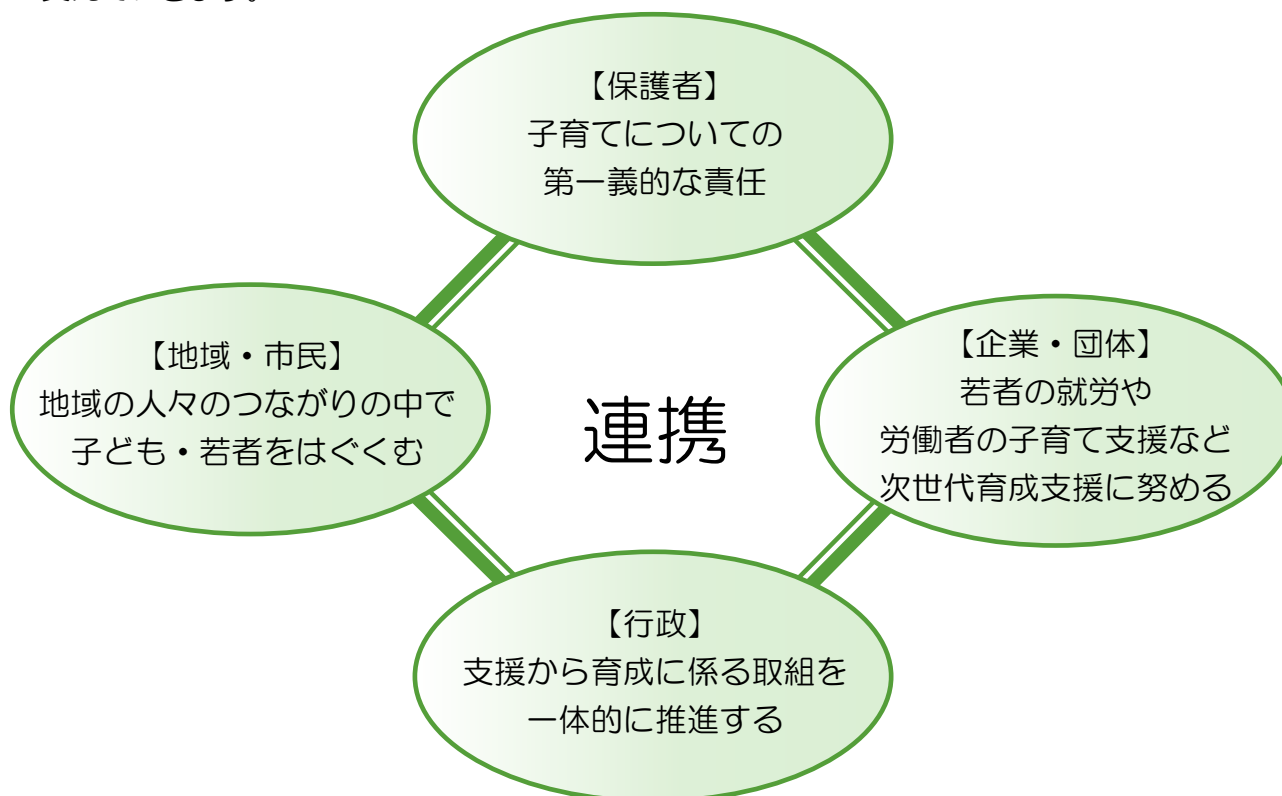 【保護者】
子育てについての
第一義的な責任
【地域・市民】
地域の人々のつながりの中で
子ども・若者をはぐくむ
連携
【企業・団体】
若者の就労や
労働者の子育て支援など
次世代育成支援に努める
【行政】
支援から育成に係る取組を
一体的に推進する